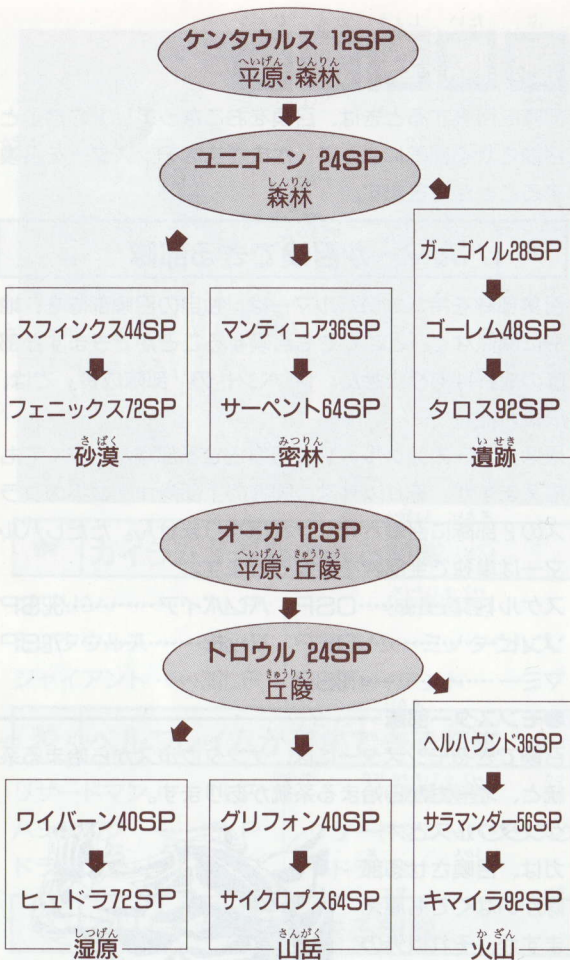 ケンタウルス 12SP
へいげん しんりん
平原・森林
ユニコーン 24SP
しんりん
森林
ガーゴイル28SP
ゴーレム48SP
タロス92SP
い せき
遺跡
スフィンクス44SP
フェニックス72SP
さ ばく
砂漠
マンティコア36SP
サーペント64SP
みつりん
密林
オーガ 12SP
へいげん きゅうりょう
平原・丘陵
トロウル 24SP
きゅうりょう
丘陵
ヘルハウンド36SP
サラマンダー56SP
キマイラ92SP
か ざん
火山
ワイバーン40SP
ヒュドラ72SP
しつげん
湿原
グリフォン40SP
サイクロプス64SP
さんがく
山岳